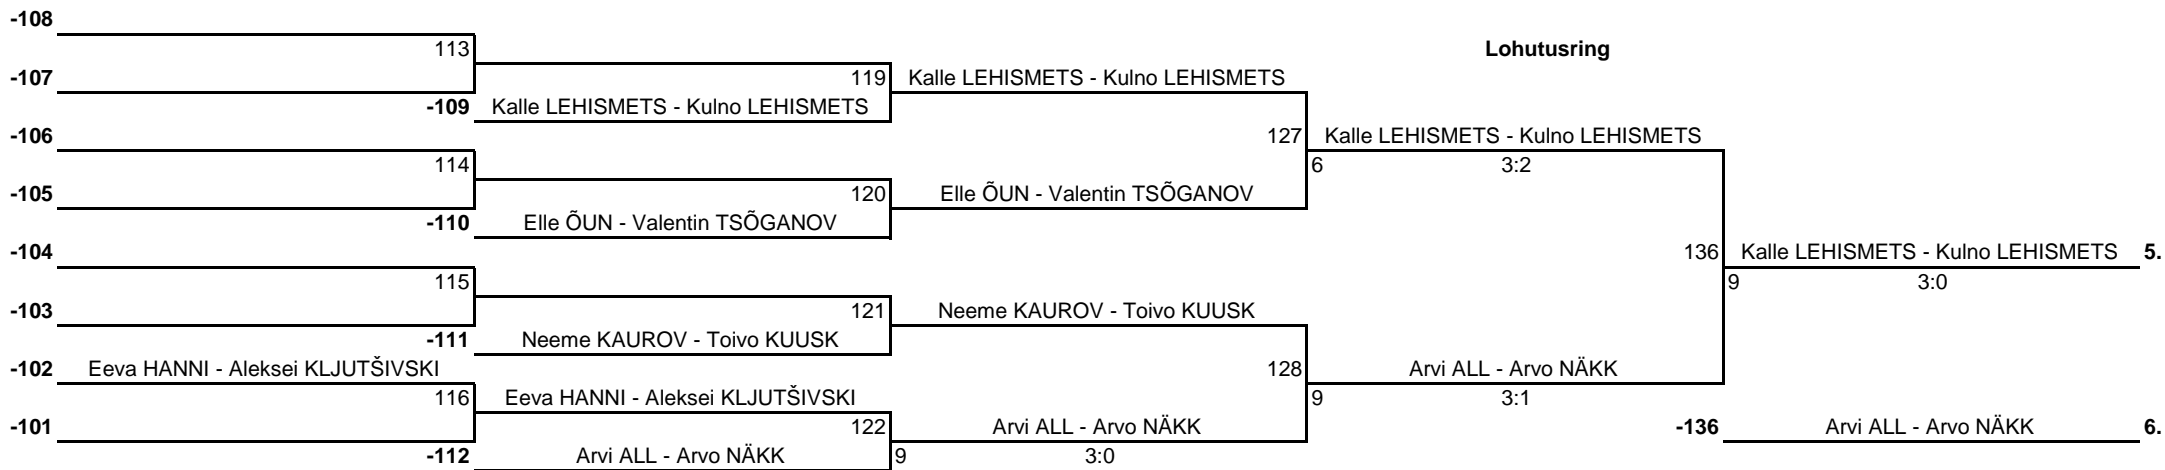 -108
113 Lohutusring
-107 119 Kalle LEHISMETS - Kulno LEHISMETS
-109 Kalle LEHISMETS - Kulno LEHISMETS
-106 127 Kalle LEHISMETS - Kulno LEHISMETS
114 6 3:2
-105 120 Elle ÕUN - Valentin TSÕGANOV
-110 Elle ÕUN - Valentin TSÕGANOV
-104 136 Kalle LEHISMETS - Kulno LEHISMETS 5.
115 9 3:0
-103 121 Neeme KAUROV - Toivo KUUSK
-111 Neeme KAUROV - Toivo KUUSK
-102 Eeva HANNI - Aleksei KLJUTŠIVSKI 128 Arvi ALL - Arvo NÄKK
116 Eeva HANNI - Aleksei KLJUTŠIVSKI 9 3:1
-101 122 Arvi ALL - Arvo NÄKK -136 Arvi ALL - Arvo NÄKK 6.
-112 Arvi ALL - Arvo NÄKK 9 3:0